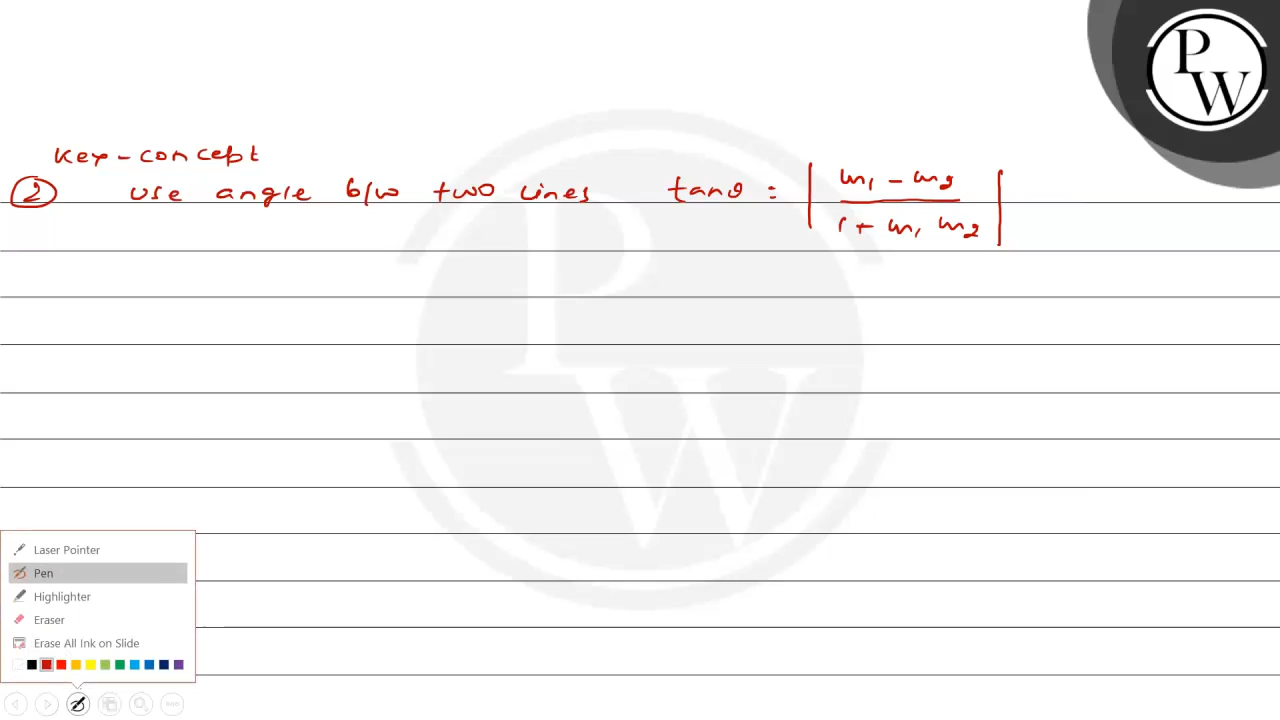 P
W
Key-concept
2 use angle b/w two lines tanθ = | m₁ - m₂ / 1 + m₁ m₂ |
P
W
Laser Pointer
Pen
Highlighter
Eraser
Erase All Ink on Slide